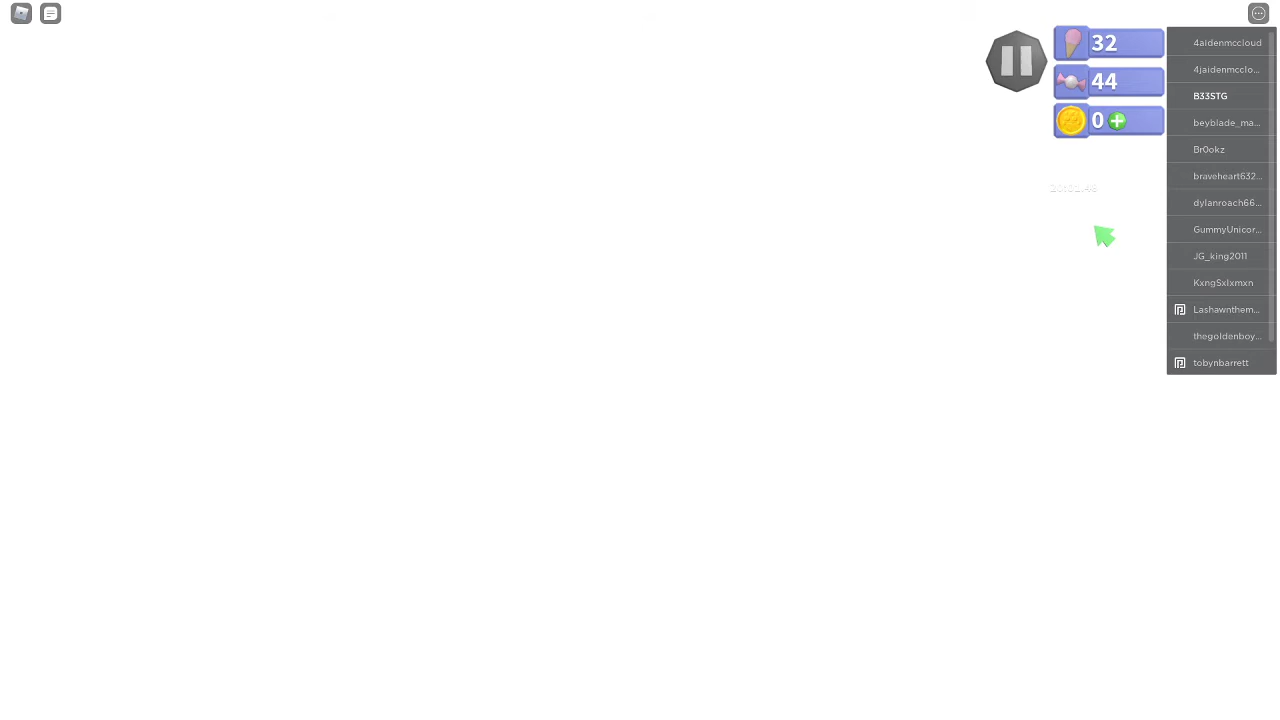 32
44
0
4aidenmccloud
4jaidenmcclo...
B33STG
beyblade_ma...
Br0okz
braveheart632...
dylanroach66...
GummyUnicor...
JG_king2011
KxngSxlxmxn
Lashawnthem...
thegoldenboy...
tobynbarrett